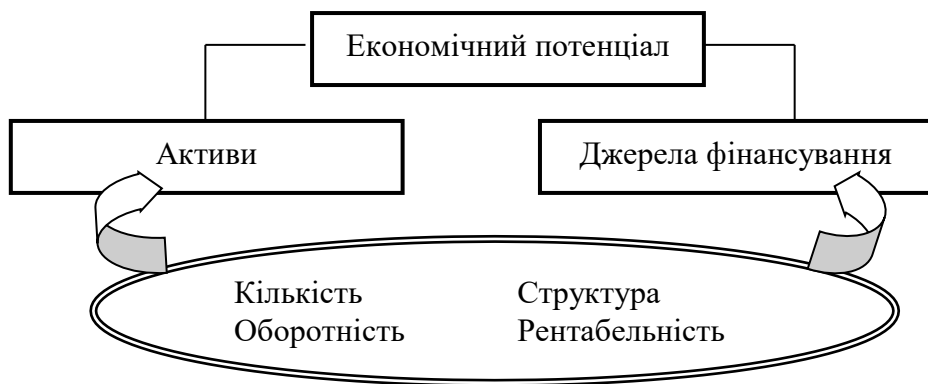 Економічний потенціал
Активи
Джерела фінансування
Кількість
Структура
Оборотність
Рентабельність